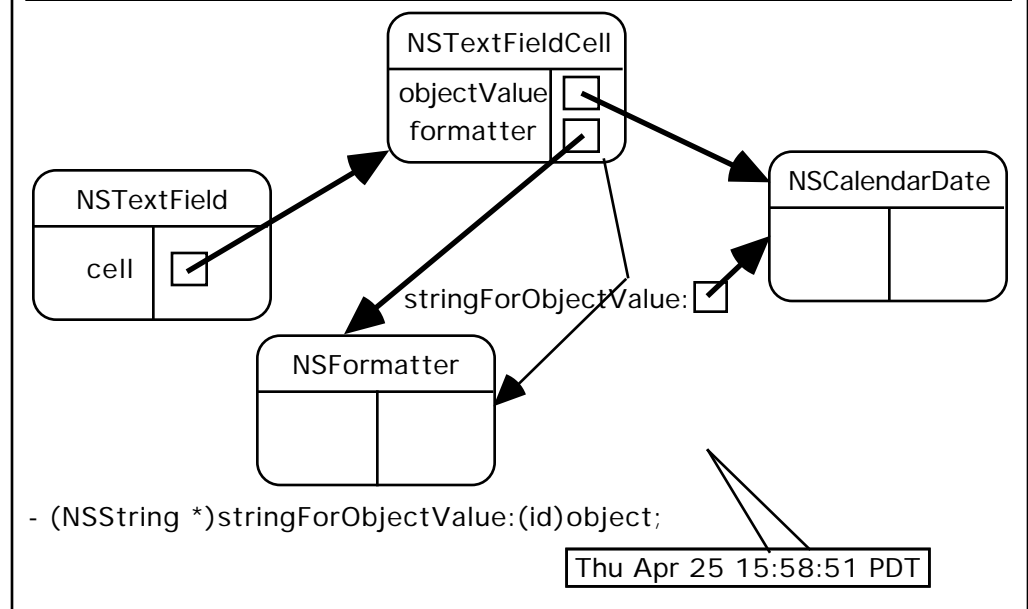 NSTextFieldCell
objectValue
formatter
NSCalendarDate
NSTextField
cell
stringForObjectValue:
NSFormatter
- (NSString *)stringForObjectValue:(id)object;
Thu Apr 25 15:58:51 PDT